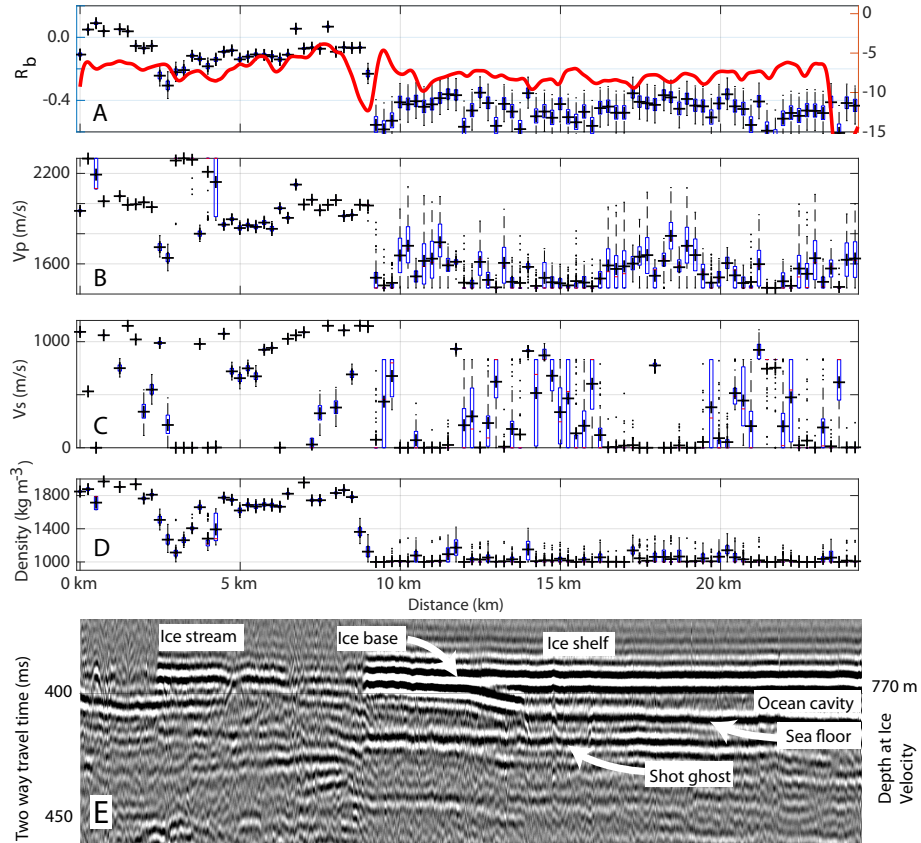 0.0
-0.4
R_b
A
0
-5
-10
-15
2200
1600
Vp (m/s)
B
1000
0
Vs (m/s)
C
1800
1400
1000
Density (kg m⁻³)
D
0 Km
5 km
10 km
15 km
20 km
Distance (km)
Ice stream
Ice base
Ice shelf
Ocean cavity
Sea floor
Shot ghost
400
450
Two way travel time (ms)
E
770 m
Depth at Ice
Velocity